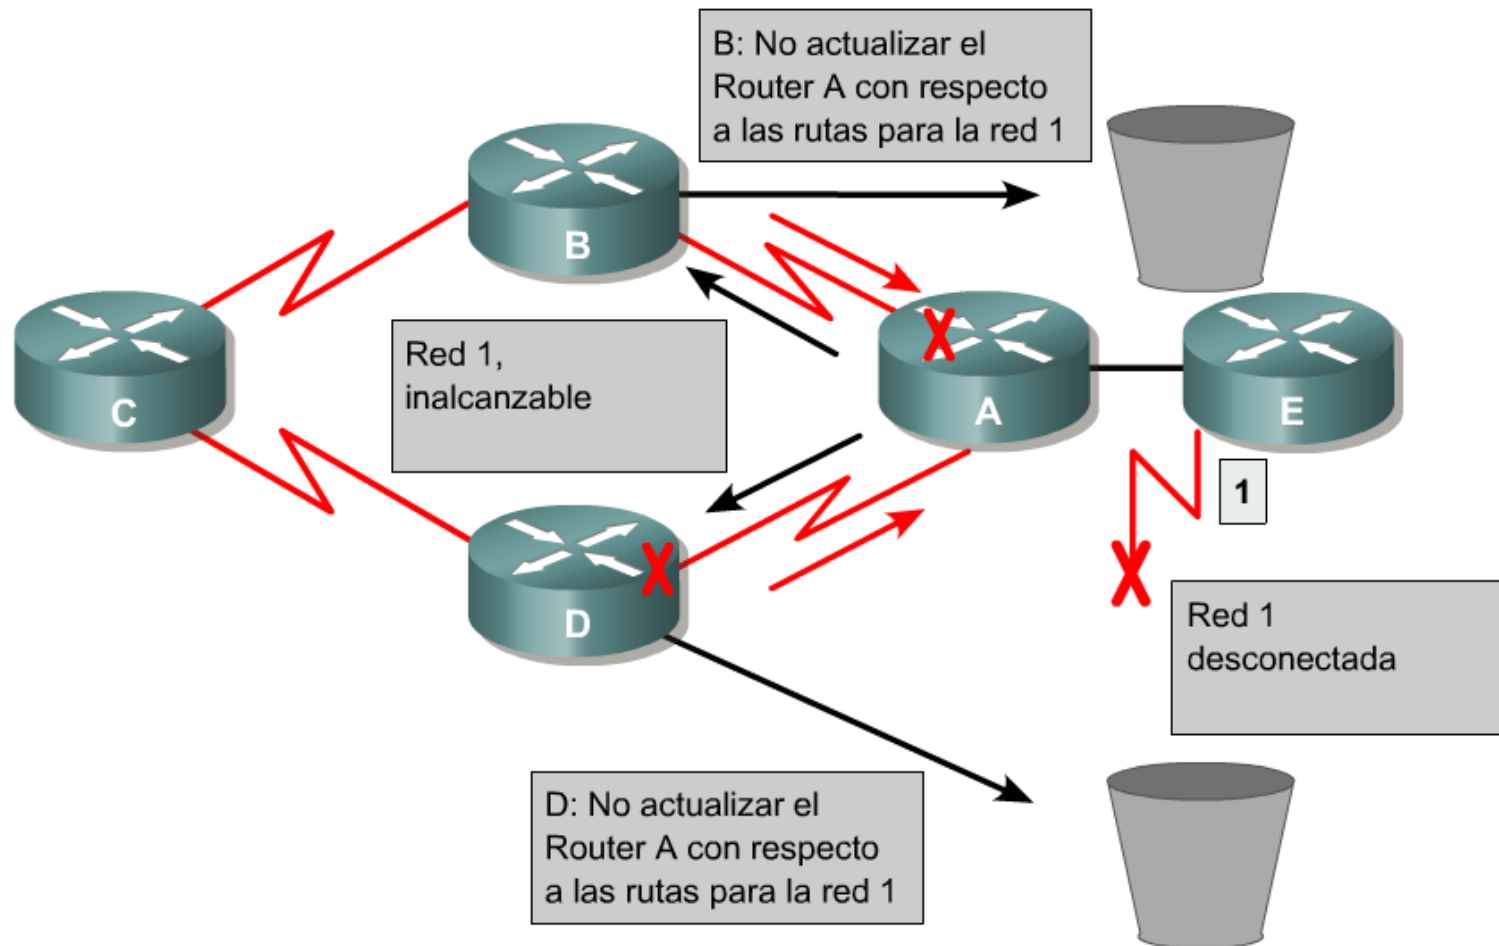 B: No actualizar el
Router A con respecto
a las rutas para la red 1
B
Red 1,
inalcanzable
C
A
E
1
D
Red 1
desconectada
D: No actualizar el
Router A con respecto
a las rutas para la red 1